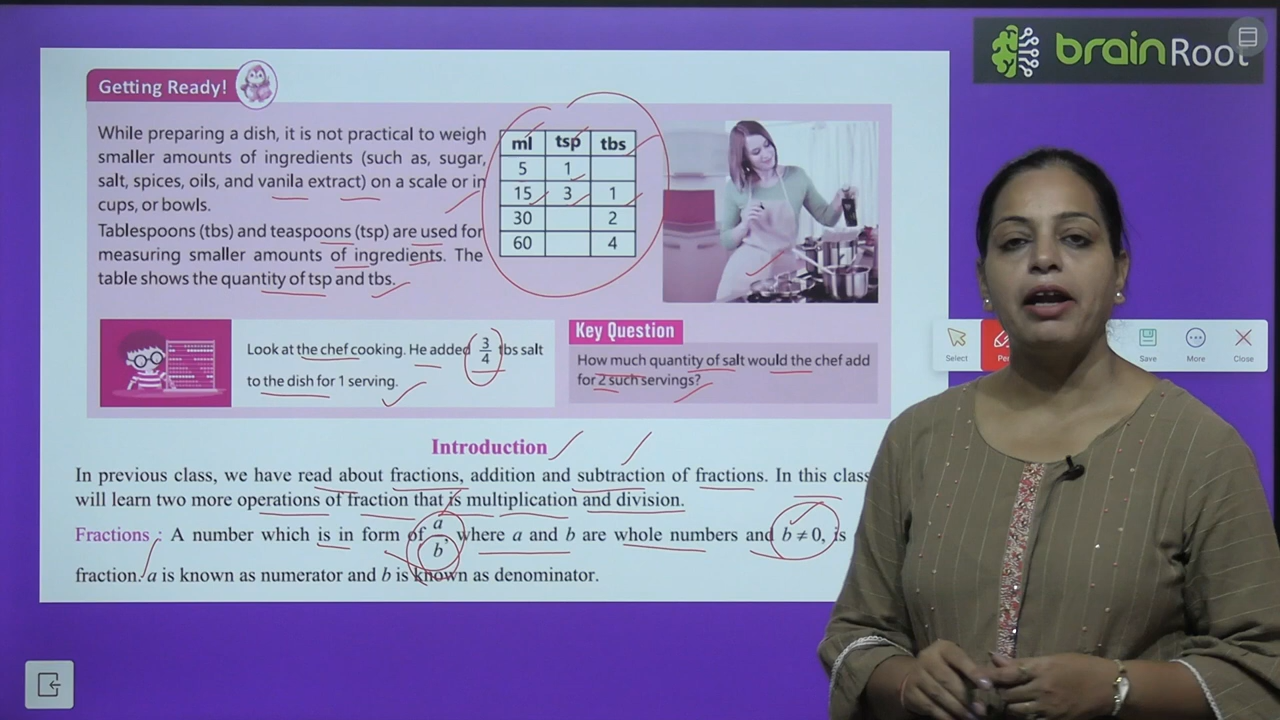 brainRoot
Getting Ready!
While preparing a dish, it is not practical to weigh
smaller amounts of ingredients (such as, sugar,
salt, spices, oils, and vanila extract) on a scale or in
cups, or bowls.
Tablespoons (tbs) and teaspoons (tsp) are used for
measuring smaller amounts of ingredients. The
table shows the quantity of tsp and tbs.
ml tsp tbs
5 1
15 3 1
30 2
60 4
Look at the chef cooking. He added 3/4 tbs salt
to the dish for 1 serving.
Key Question
How much quantity of salt would the chef add
for 2 such servings?
Select
Save
More
Close
Introduction
In previous class, we have read about fractions, addition and subtraction of fractions. In this class
will learn two more operations of fraction that is multiplication and division.
Fractions : A number which is in form of a/b, where a and b are whole numbers and b ≠ 0, is
fraction. a is known as numerator and b is known as denominator.